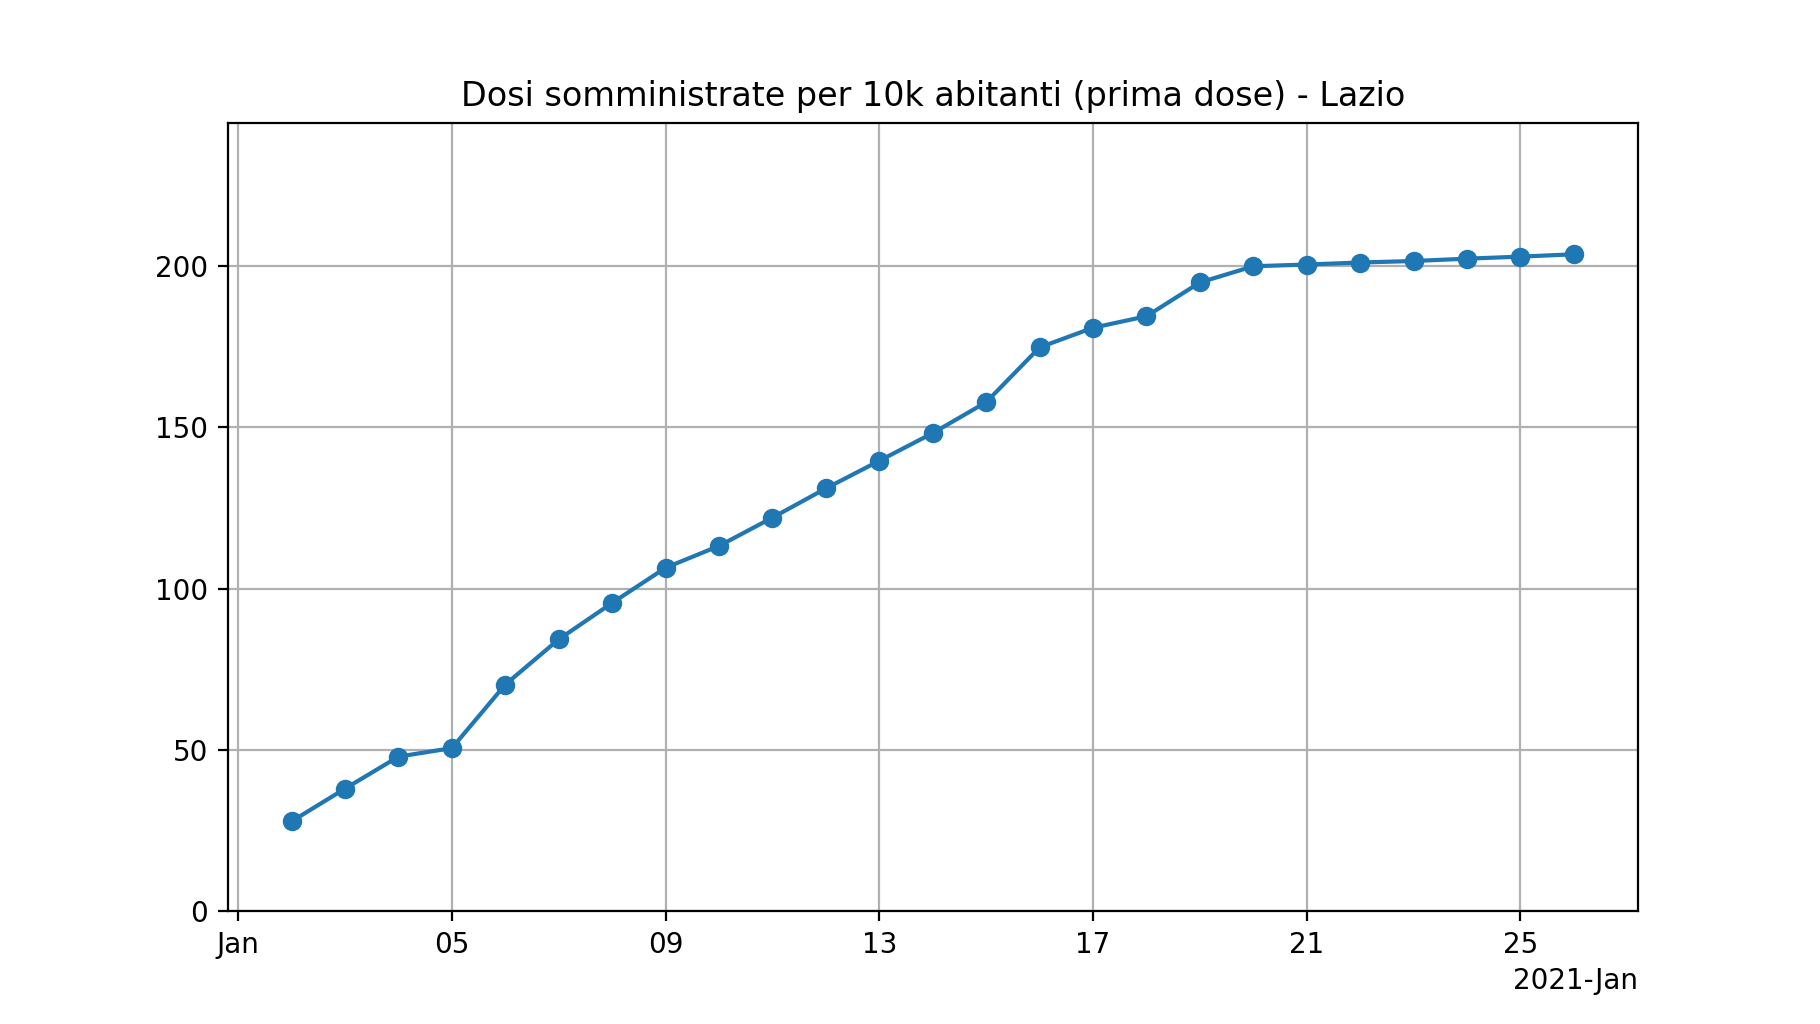 Dosi somministrate per 10k abitanti (prima dose) - Lazio
200
150
100
50
0
Jan 05 09 13 17 21 25
2021-Jan